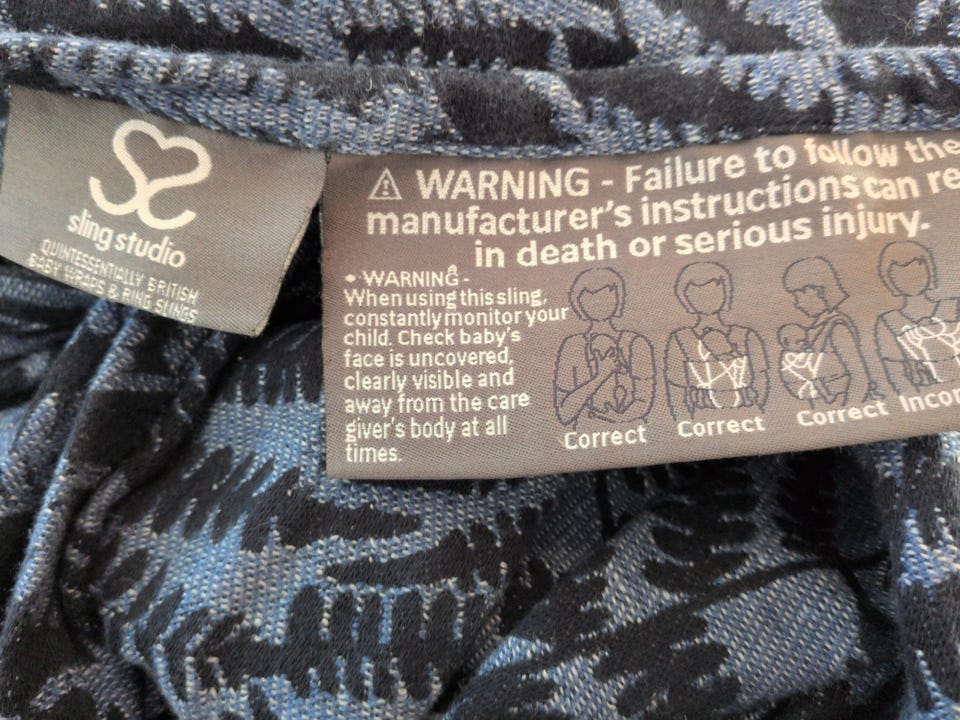 sling studio
QUINTESSENTIALLY BRITISH
BABY WRAPS & RING SLINGS
⚠ WARNING - Failure to follow the
manufacturer's instructions can re
in death or serious injury.
• WARNING -
When using this sling,
constantly monitor your
child. Check baby's
face is uncovered,
clearly visible and
away from the care
giver's body at all
times.
Correct
Correct
Correct
Incor